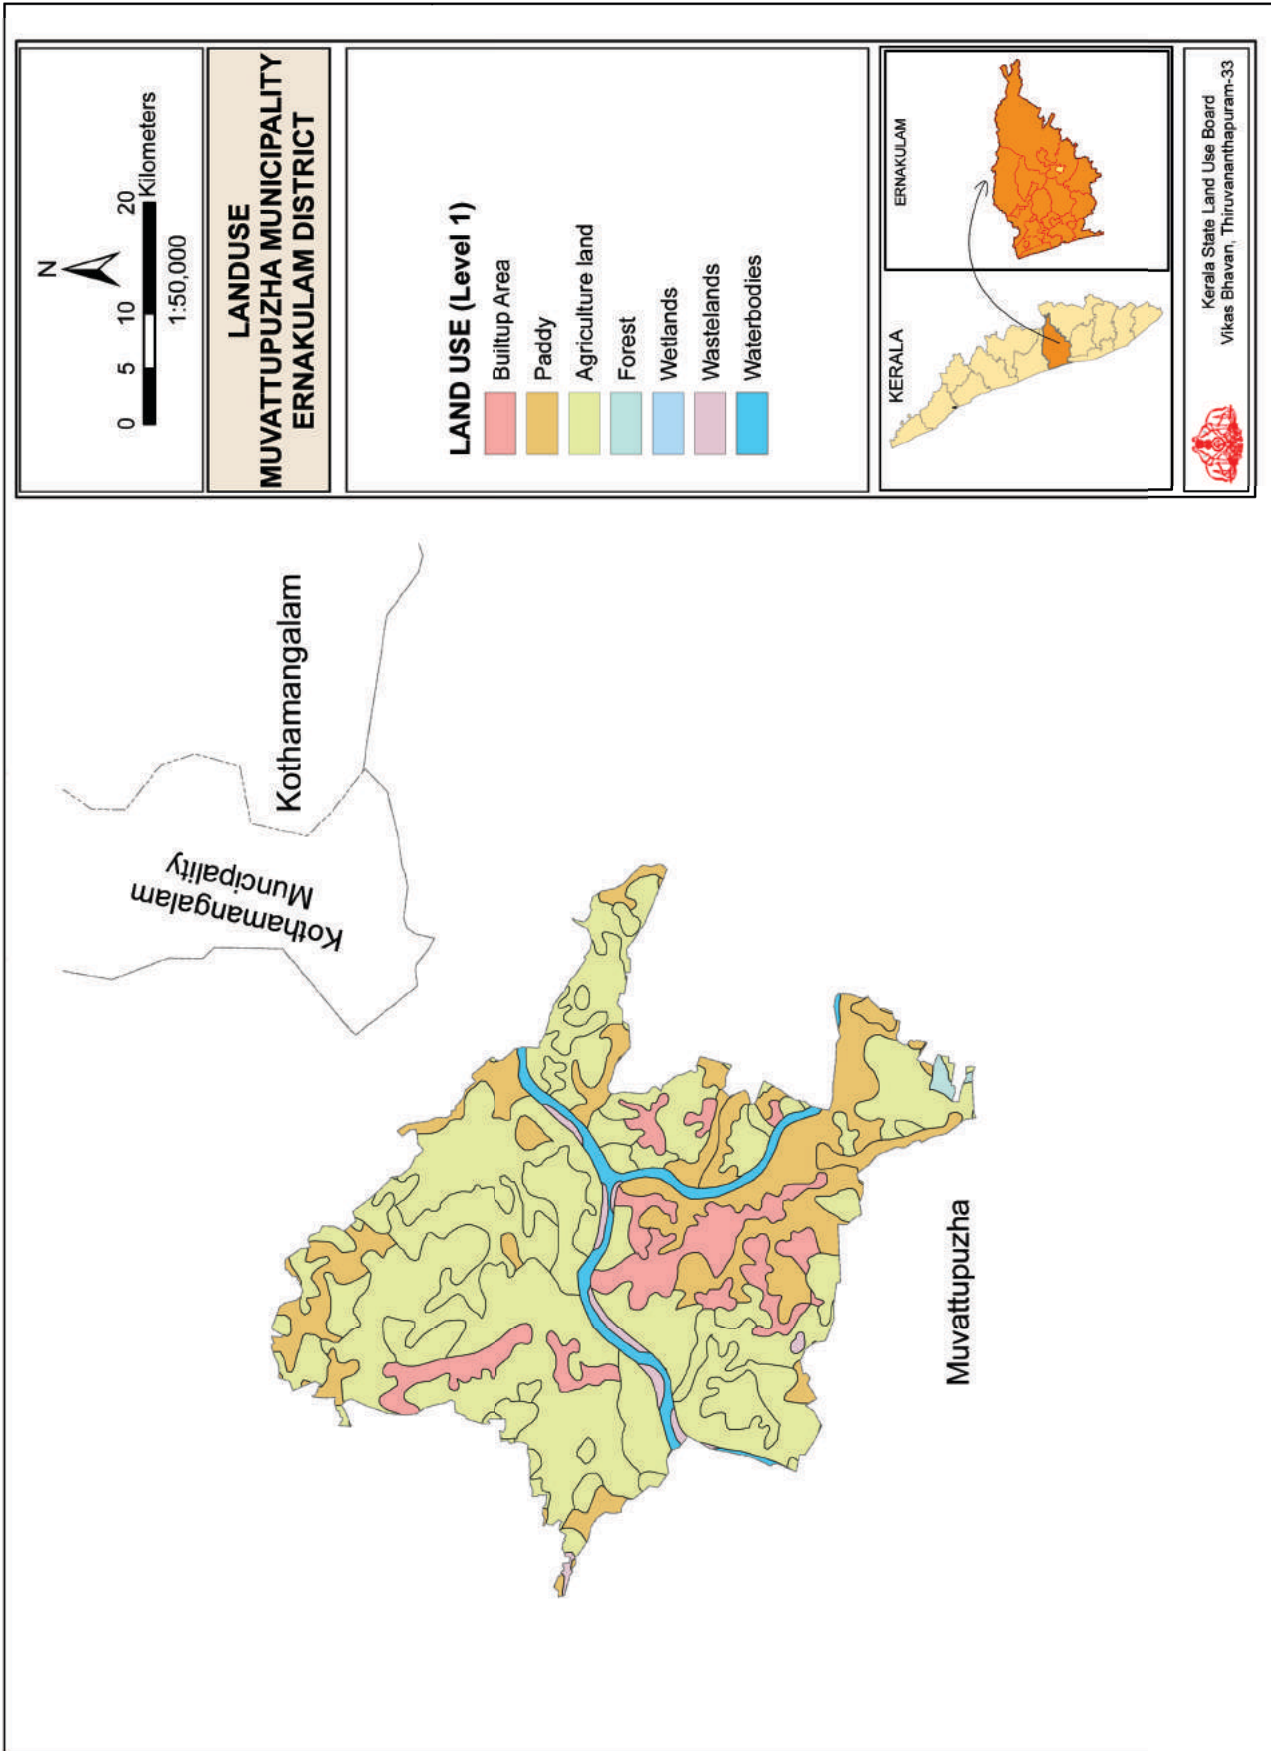 N
0 5 10 20
Kilometers
1:50,000
LANDUSE
MUVATTUPUZHA MUNICIPALITY
ERNAKULAM DISTRICT
LAND USE (Level 1)
Builtup Area
Paddy
Agriculture land
Forest
Wetlands
Wastelands
Waterbodies
KERALA
ERNAKULAM
Kerala State Land Use Board
Vikas Bhavan, Thiruvananthapuram-33
Kothamangalam
Muncipality
Kothamangalam
Muvattupuzha